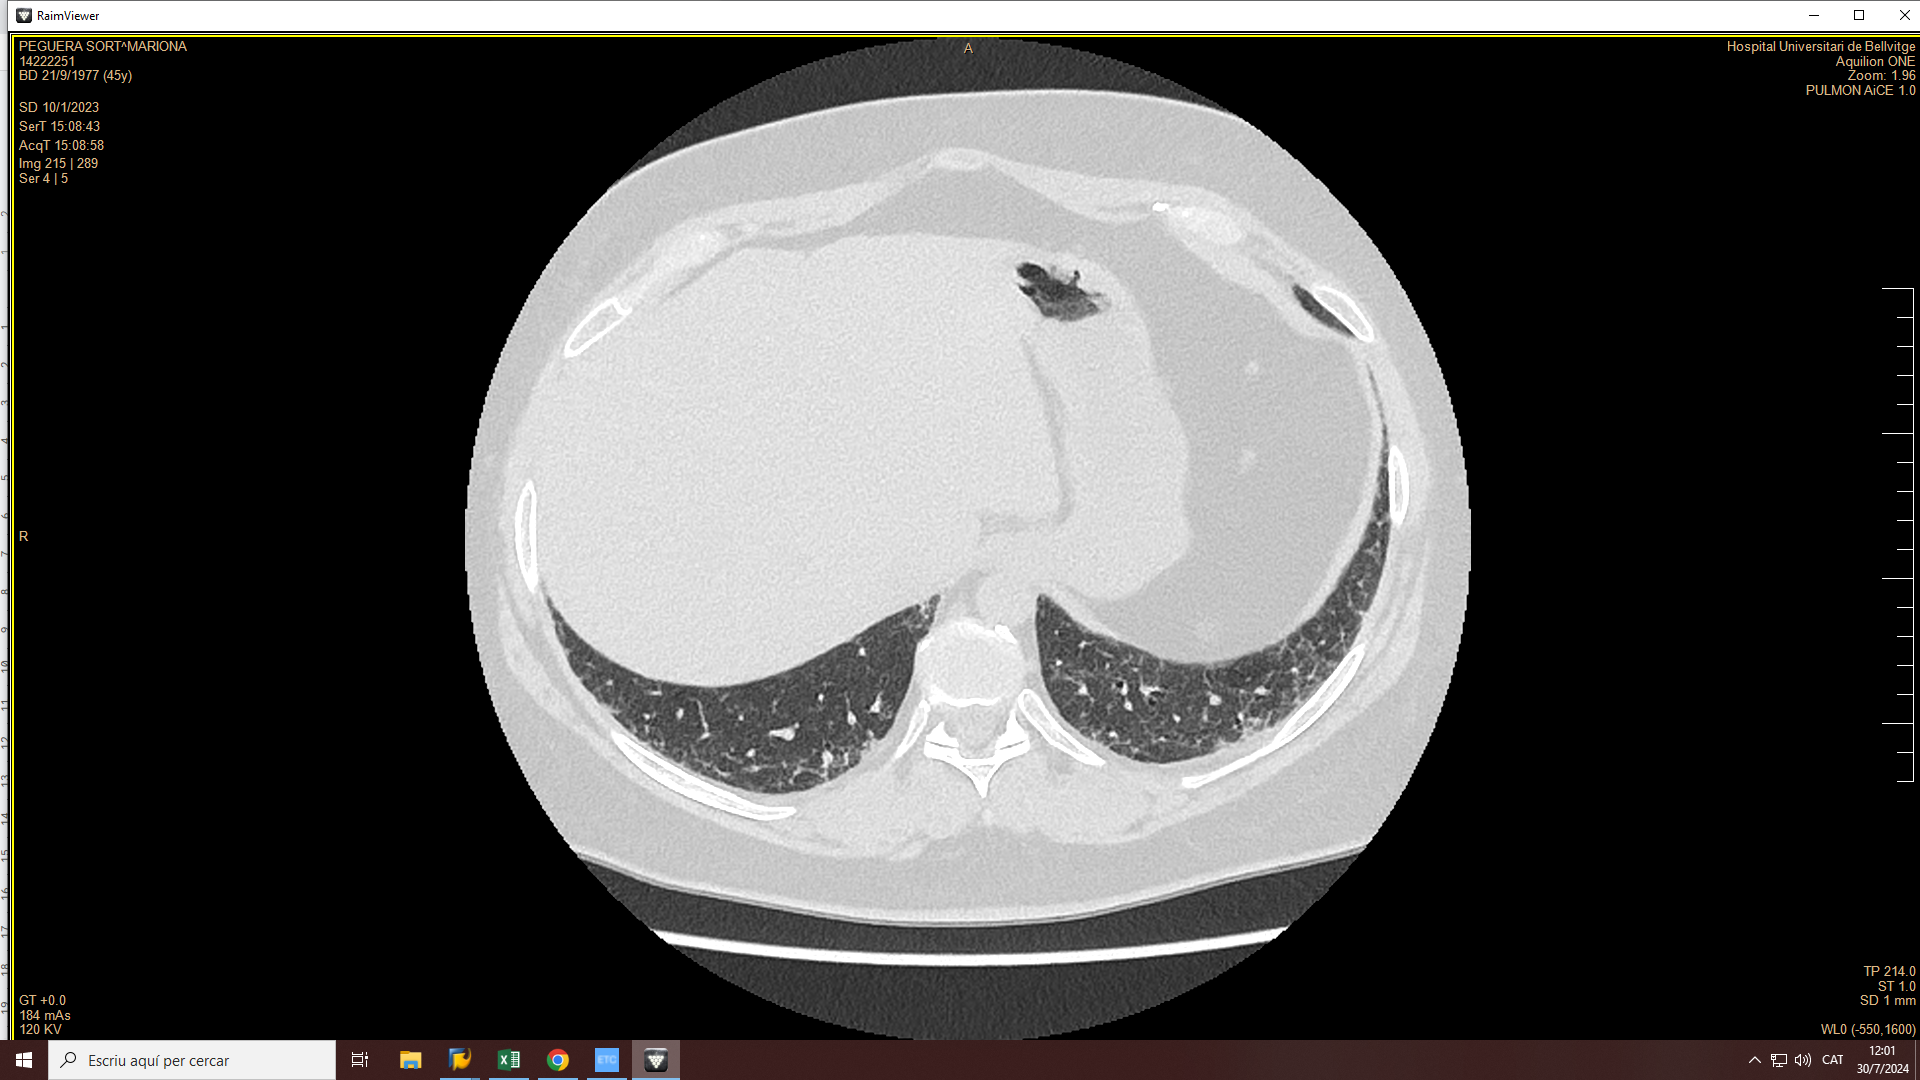 RaimViewer
PEGUERA SORT^MARIONA
14222251
BD 21/9/1977 (45y)
SD 10/1/2023
SerT 15:08:43
AcqT 15:08:58
Img 215 | 289
Ser 4 | 5
A
Hospital Universitari de Bellvitge
Aquilion ONE
Zoom: 1.96
PULMON AiCE 1.0
R
GT +0.0
184 mAs
120 KV
TP 214.0
ST 1.0
SD 1 mm
WL0 (-550,1600)
Escriu aquí per cercar
ETC
CAT
12:01
30/7/2024